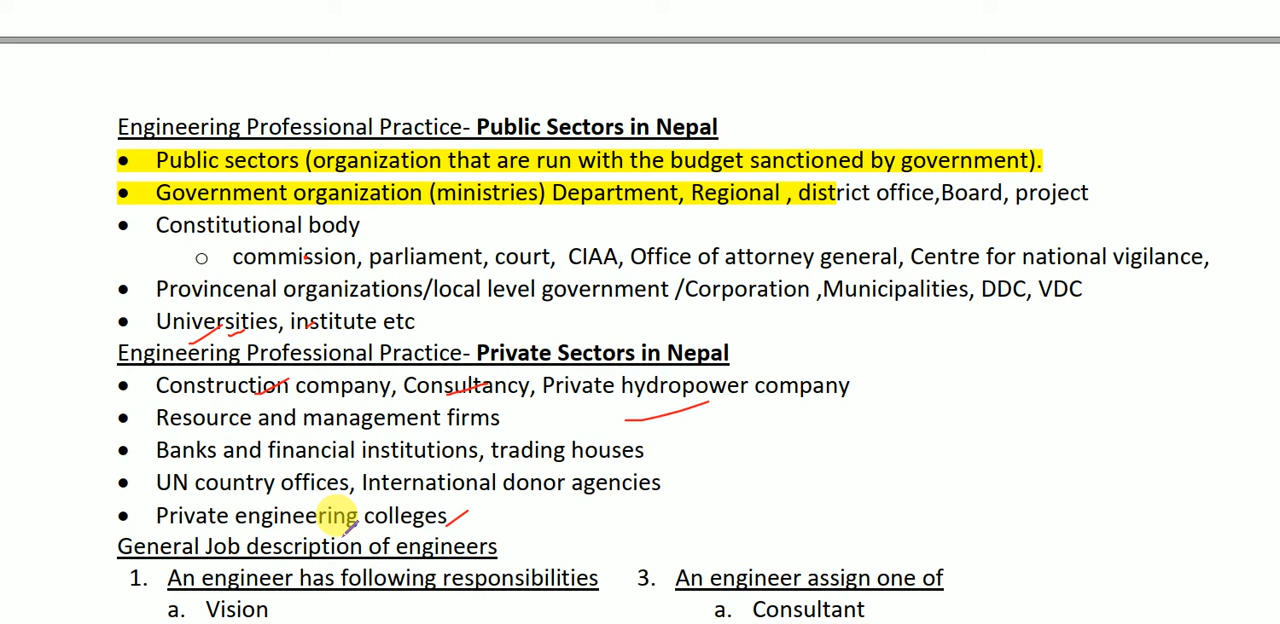 Engineering Professional Practice- Public Sectors in Nepal
• Public sectors (organization that are run with the budget sanctioned by government).
• Government organization (ministries) Department, Regional , district office,Board, project
• Constitutional body
o commission, parliament, court, CIAA, Office of attorney general, Centre for national vigilance,
• Provincenal organizations/local level government /Corporation ,Municipalities, DDC, VDC
• Universities, institute etc
Engineering Professional Practice- Private Sectors in Nepal
• Construction company, Consultancy, Private hydropower company
• Resource and management firms
• Banks and financial institutions, trading houses
• UN country offices, International donor agencies
• Private engineering colleges
General Job description of engineers
1. An engineer has following responsibilities
a. Vision
3. An engineer assign one of
a. Consultant